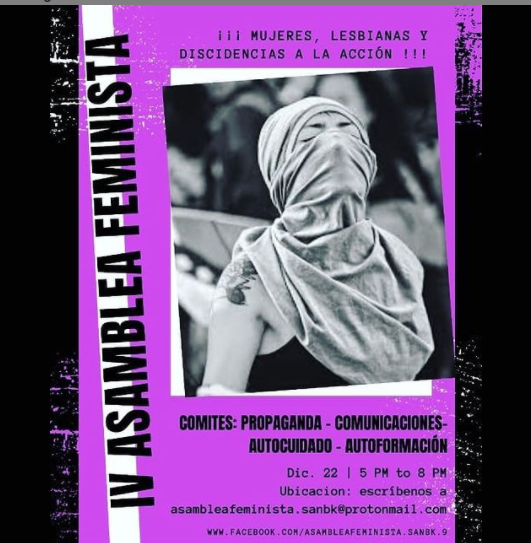 ¡¡¡ MUJERES, LESBIANAS Y
DISCIDENCIAS A LA ACCIÓN !!!
IV ASAMBLEA FEMINISTA
COMITES: PROPAGANDA - COMUNICACIONES-
AUTOCUIDADO - AUTOFORMACIÓN
Dic. 22 | 5 PM to 8 PM
Ubicacion: escríbenos a
asambleafeminista.sanbk@protonmail.com
WWW.FACEBOOK.COM/ASAMBLEAFEMINISTA.SANBK.9